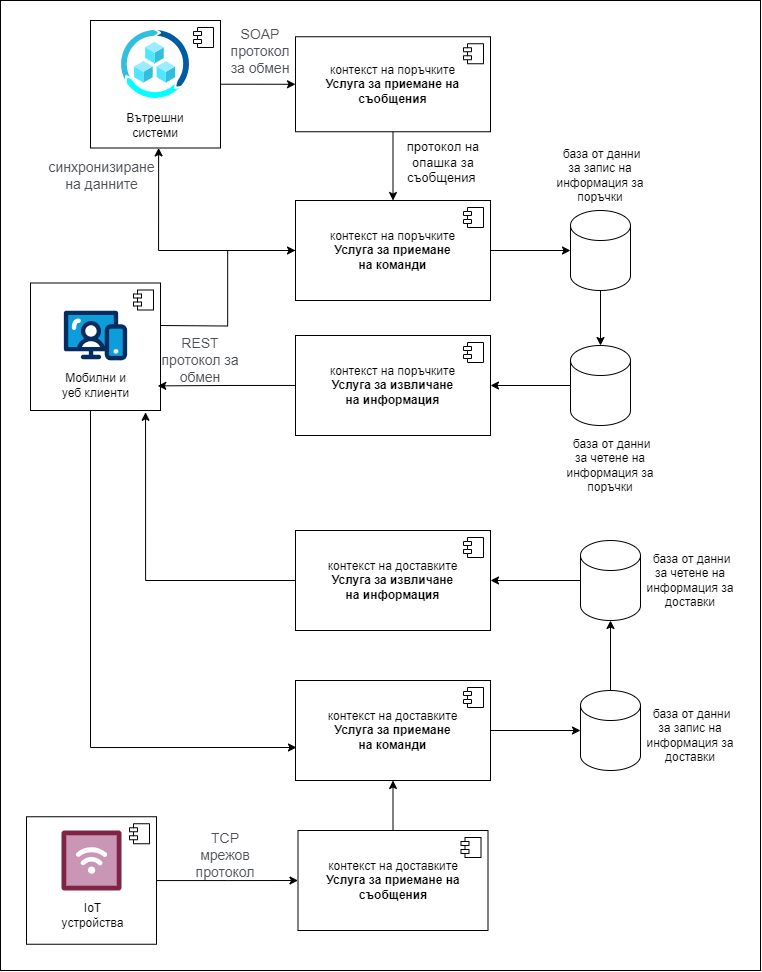 Вътрешни
системи
SOAP
протокол
за обмен
контекст на поръчките
Услуга за приемане на
съобщения
синхронизиране
на данните
протокол на
опашка за
съобщения
база от данни
за запис на
информация за
поръчки
контекст на поръчките
Услуга за приемане
на команди
Мобилни и
уеб клиенти
REST
протокол за
обмен
контекст на поръчките
Услуга за извличане
на информация
база от данни
за четене на
информация за
поръчки
контекст на доставките
Услуга за извличане
на информация
база от данни
за четене на
информация за
доставки
контекст на доставките
Услуга за приемане
на команди
база от данни
за запис на
информация за
доставки
IoT
устройства
TCP
мрежов
протокол
контекст на доставките
Услуга за приемане на
съобщения